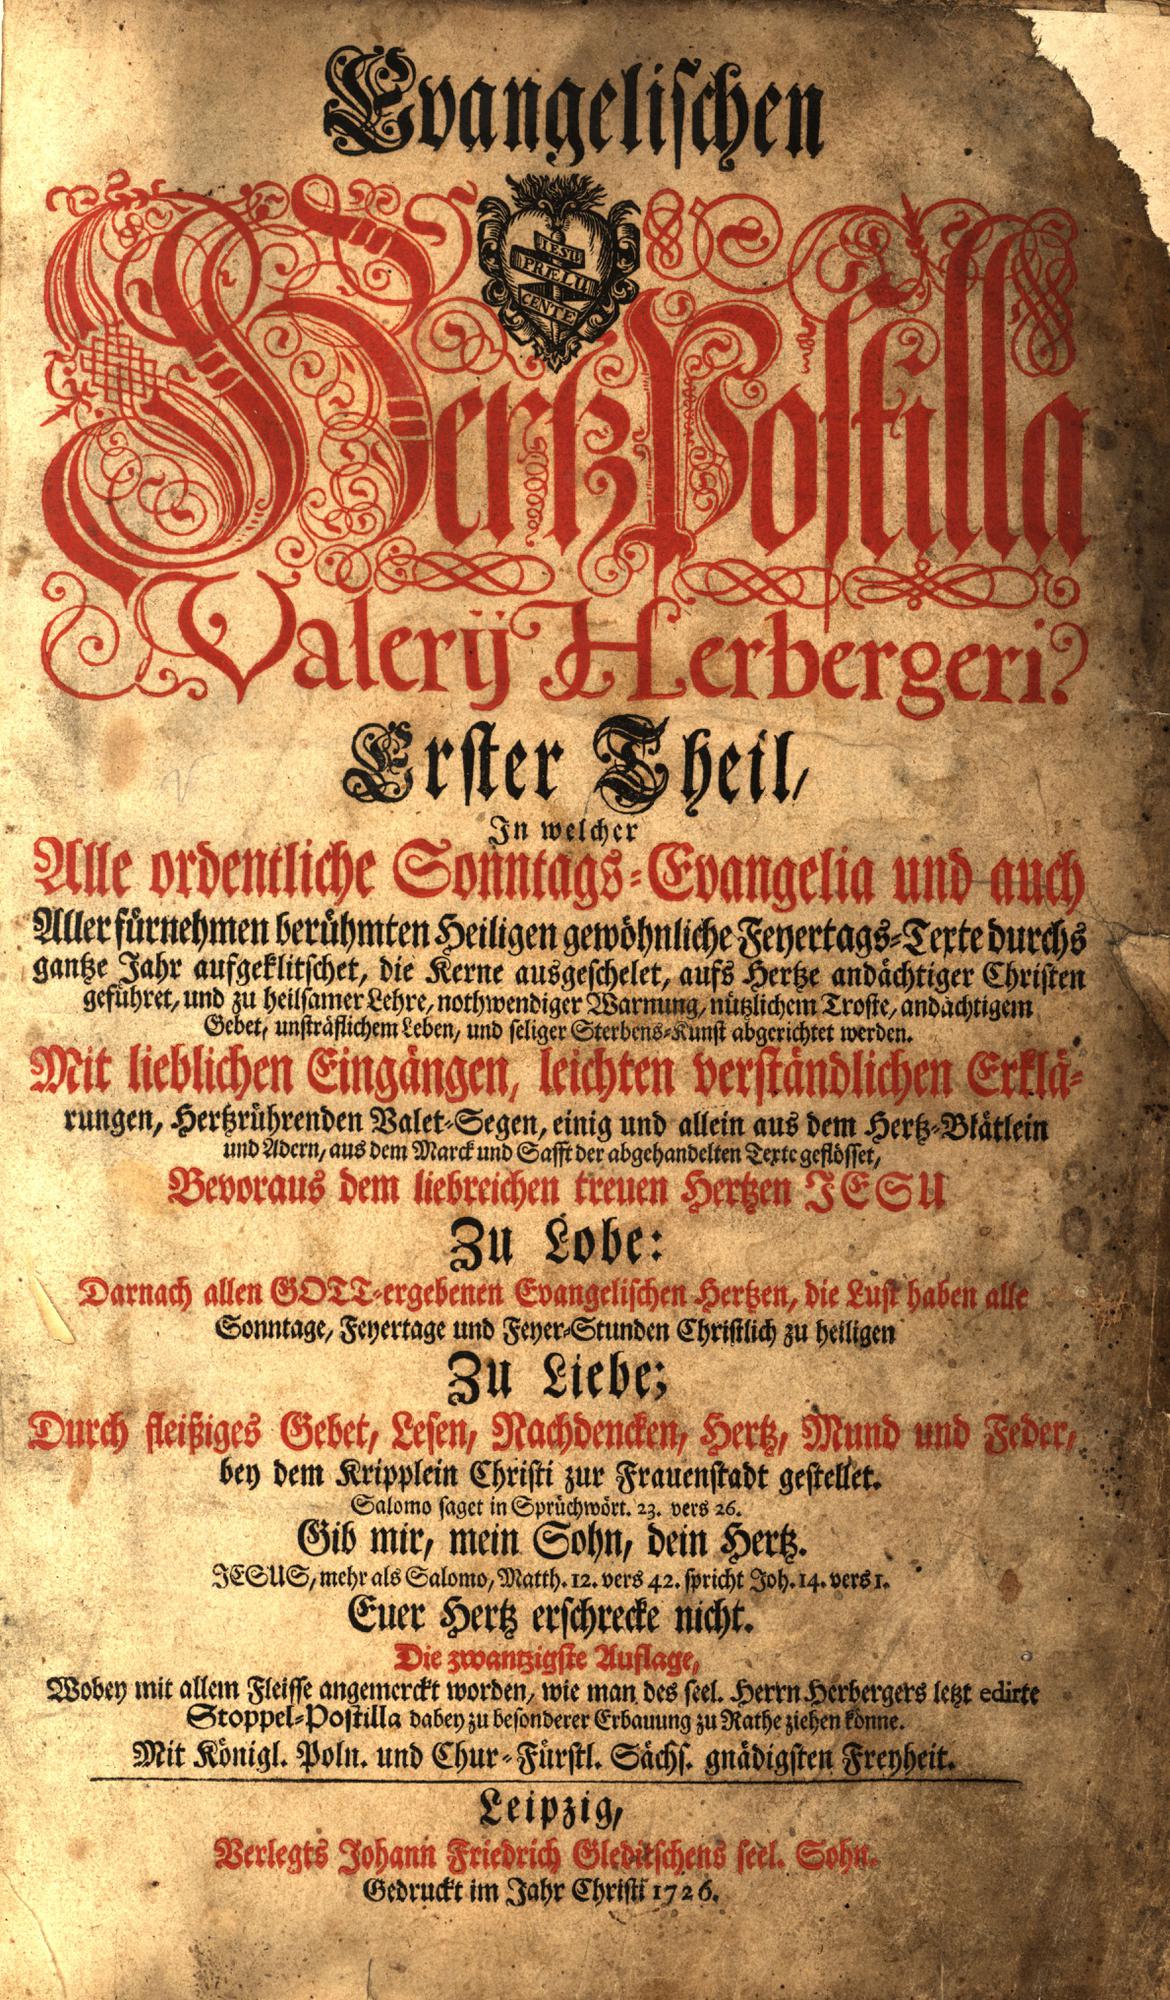 Evangelischen
IESU
PRÆLU
CENTE
Hertz Postilla
Valerij Herbergeri.
Erster Theil,
In welcher
Alle ordentliche Sonntags-Evangelia und auch
Aller fürnehmen berühmten Heiligen gewöhnliche Feyertags-Texte durchs
gantze Jahr aufgeklitschet, die Kerne ausgeschelet, aufs Hertze andächtiger Christen
geführet, und zu heilsamer Lehre, nothwendiger Warnung, nützlichem Troste, andächtigem
Gebet, unsträflichem Leben, und seliger Sterbens-Kunst abgerichtet werden.
Mit lieblichen Eingängen, leichten verständlichen Erklä-
rungen, Hertzrührenden Valet-Segen, einig und allein aus dem Hertz-Blätlein
und Adern, aus dem Marck und Safft der abgehandelten Texte geflösset,
Bevoraus dem liebreichen treuen Hertzen JESU
Zu Lobe:
Darnach allen GOTT-ergebenen Evangelischen Hertzen, die Lust haben alle
Sonntage, Feyertage und Feyer-Stunden Christlich zu heiligen
Zu Liebe;
Durch fleißiges Gebet, Lesen, Nachdencken, Hertz, Mund und Feder,
bey dem Kripplein Christi zur Frauenstadt gestellet.
Salomo saget in Sprüchwört. 23. vers 26.
Gib mir, mein Sohn, dein Hertz.
JESUS, mehr als Salomo, Matth. 12. vers 42. spricht Joh. 14. vers 1.
Euer Hertz erschrecke nicht.
Die zwantzigste Auflage,
Wobey mit allem Fleisse angemerckt worden, wie man des seel. Herrn Herbergers letzt edirte
Stoppel-Postilla dabey zu besonderer Erbauung zu Rathe ziehen könne.
Mit Königl. Poln. und Chur-Fürstl. Sächs. gnädigsten Freyheit.
Leipzig,
Verlegts Johann Friedrich Gleditschens seel. Sohn.
Gedruckt im Jahr Christi 1726.